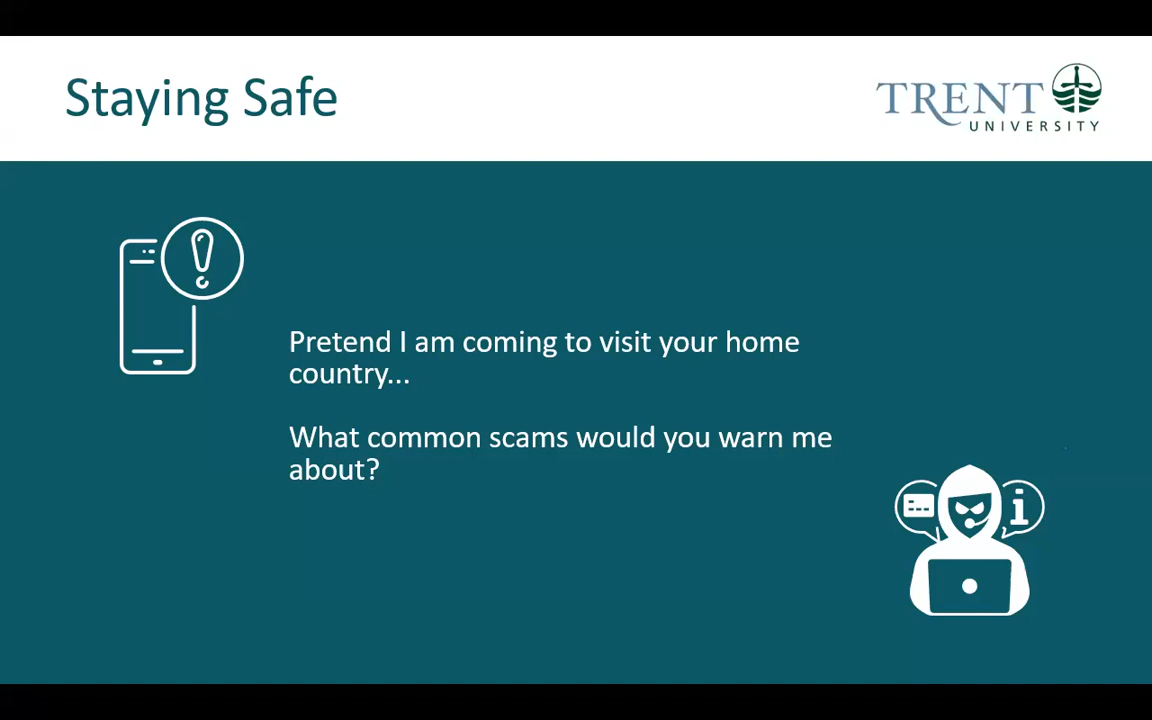 Staying Safe
TRENT
UNIVERSITY
Pretend I am coming to visit your home
country...
What common scams would you warn me
about?